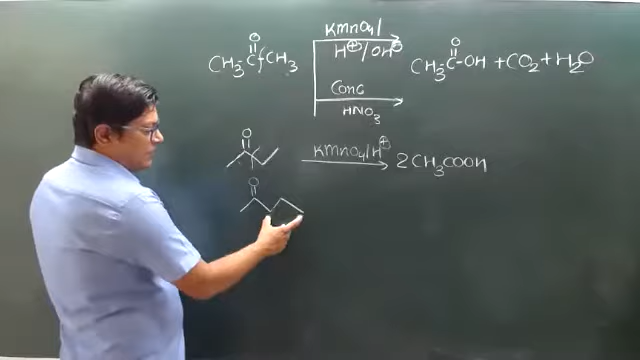 KMnO4/
O
CH3-C-CH3
H⊕/OH⊖
O
CH3-C-OH + CO2 + H2O
Conc
HNO3
O
KMnO4/H⊕
2CH3COOH
O